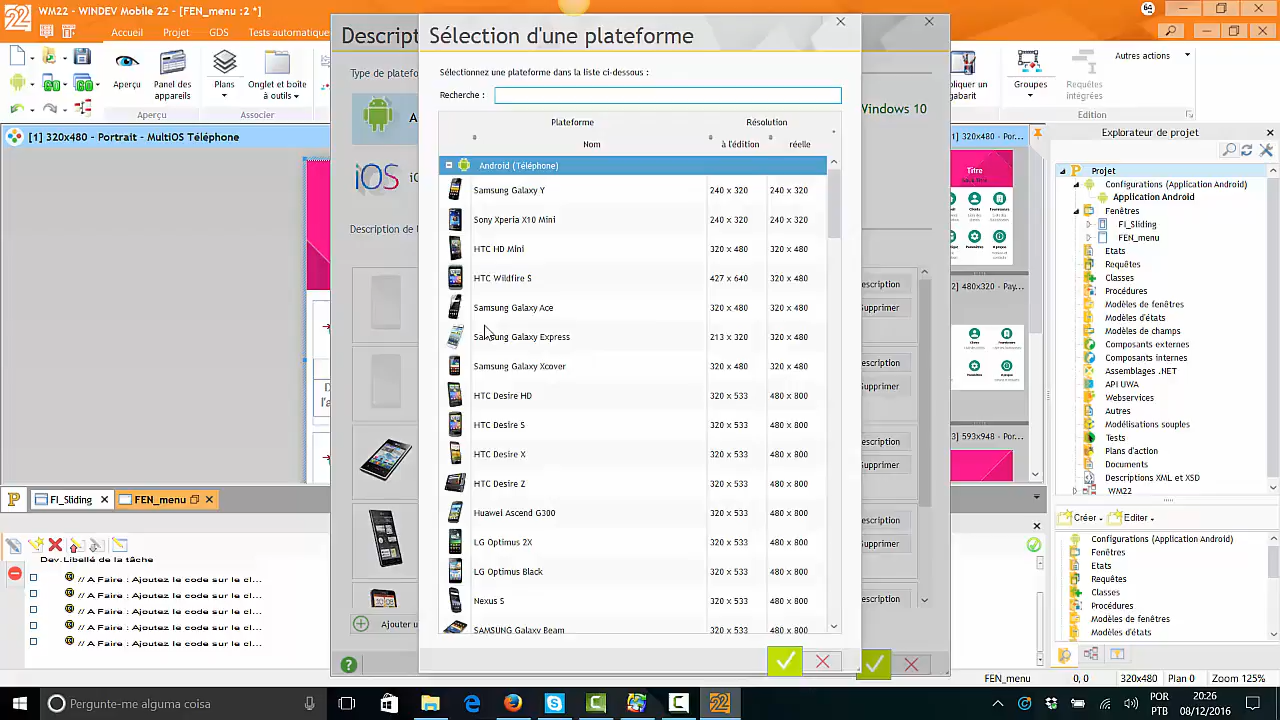 WM22 - WINDEV Mobile 22 - [FEN_menu :2 *]
Accueil
Projet
GDS
Tests automatiques
Aperçu
Panneau des appareils
Plans
Onglet et boite à outils
Aperçu
Associer
Autres actions
Groupes
Requêtes intégrées
Edition
[1] 320x480 - Portrait - MultiOS Téléphone
Descript
Type de platef
iOS
Description de l
Ajouter u
Windows 10
Sélection d'une plateforme
Sélectionnez une plateforme dans la liste ci-dessous :
Recherche :
Plateforme
Résolution
Nom
à l'édition
réelle
Android (Téléphone)
Samsung Galaxy Y 240 x 320 240 x 320
Sony Xperia X10 Mini 240 x 320 240 x 320
HTC HD Mini 320 x 480 320 x 480
HTC Wildfire S 427 x 640 320 x 480
Samsung Galaxy Ace 320 x 480 320 x 480
Samsung Galaxy Express 213 x 320 320 x 480
Samsung Galaxy Xcover 320 x 480 320 x 480
HTC Desire HD 320 x 533 480 x 800
HTC Desire S 320 x 533 480 x 800
HTC Desire X 320 x 533 480 x 800
HTC Desire Z 320 x 533 480 x 800
Huawei Ascend G300 320 x 533 480 x 800
LG Optimus 2X 320 x 533 480 x 800
LG Optimus Black 320 x 533 480 x 800
Nexus S 320 x 533 480 x 800
SAMSUNG Galaxy Beam 320 x 533 480 x 800
escription
Supprimer
escription
Supprimer
escription
Supprimer
escription
Supprimer
escription
1] 320x480 - Portrait
Titre
2] 480x320 - Pay...
3] 593x948 - Por...
Explorateur de projet
Projet
Configurations (Application Android)
Application Android
Fenêtres
FI_Sliding
FEN_menu
Etats
Requêtes
Classes
Procédures
Modèles de fenêtres
Modèles d'états
Modèles de champs
Composants internes
Composants externes
Assemblages .NET
API UWA
Webservices
Autres
Modélisations souples
Tests
Plans d'action
Documents
Descriptions XML et XSD
WM22
Créer
Editer
Configurations (Application Android)
Fenêtres
Etats
Requêtes
Classes
Procédures
Modèles de fenêtres
Modèles d'états
FI_Sliding
FEN_menu
Dev.Libellé de la tâche
// A Faire : Ajoutez le code sur le cl...
// A Faire : Ajoutez le code sur le cl...
// A Faire : Ajoutez le code sur le cl...
// A Faire : Ajoutez le code sur le cl...
// A Faire : Ajoutez le code sur le cl...
FEN_menu
0, 0
320x480
Plan 0
Zoom 125%
Pergunte-me alguma coisa
POR
PTB
20:26
08/12/2016